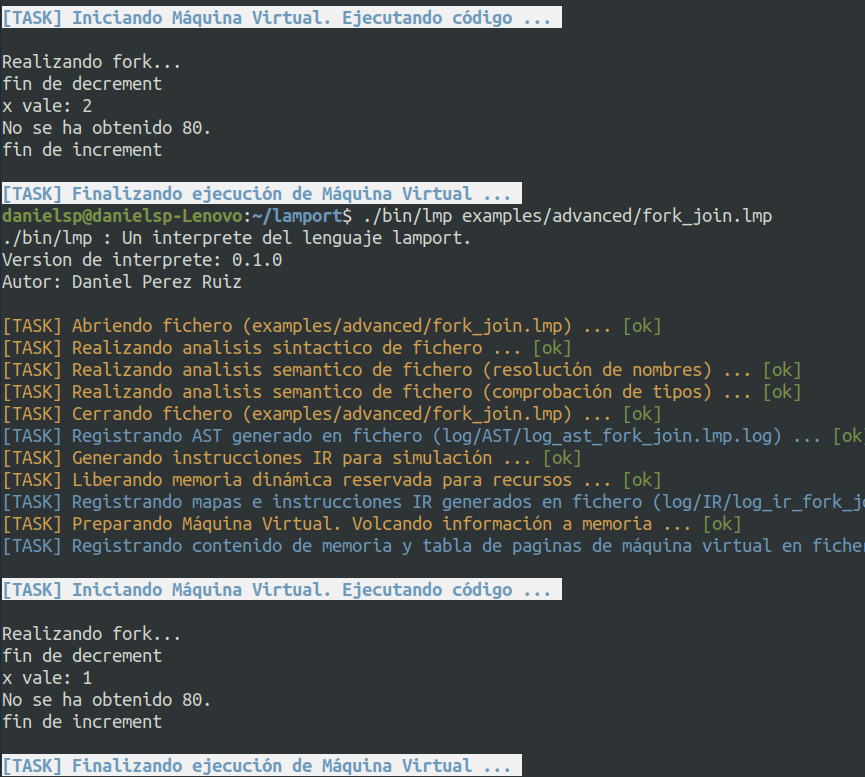 [TASK] Iniciando Máquina Virtual. Ejecutando código ...
Realizando fork...
fin de decrement
x vale: 2
No se ha obtenido 80.
fin de increment
[TASK] Finalizando ejecución de Máquina Virtual ...
danielsp@danielsp-Lenovo:~/lamport$ ./bin/lmp examples/advanced/fork_join.lmp
./bin/lmp : Un interprete del lenguaje lamport.
Version de interprete: 0.1.0
Autor: Daniel Perez Ruiz
[TASK] Abriendo fichero (examples/advanced/fork_join.lmp) ... [ok]
[TASK] Realizando analisis sintactico de fichero ... [ok]
[TASK] Realizando analisis semantico de fichero (resolución de nombres) ... [ok]
[TASK] Realizando analisis semantico de fichero (comprobación de tipos) ... [ok]
[TASK] Cerrando fichero (examples/advanced/fork_join.lmp) ... [ok]
[TASK] Registrando AST generado en fichero (log/AST/log_ast_fork_join.lmp.log) ... [ok
[TASK] Generando instrucciones IR para simulación ... [ok]
[TASK] Liberando memoria dinámica reservada para recursos ... [ok]
[TASK] Registrando mapas e instrucciones IR generados en fichero (log/IR/log_ir_fork_jo
[TASK] Preparando Máquina Virtual. Volcando información a memoria ... [ok]
[TASK] Registrando contenido de memoria y tabla de paginas de máquina virtual en ficher
[TASK] Iniciando Máquina Virtual. Ejecutando código ...
Realizando fork...
fin de decrement
x vale: 1
No se ha obtenido 80.
fin de increment
[TASK] Finalizando ejecución de Máquina Virtual ...